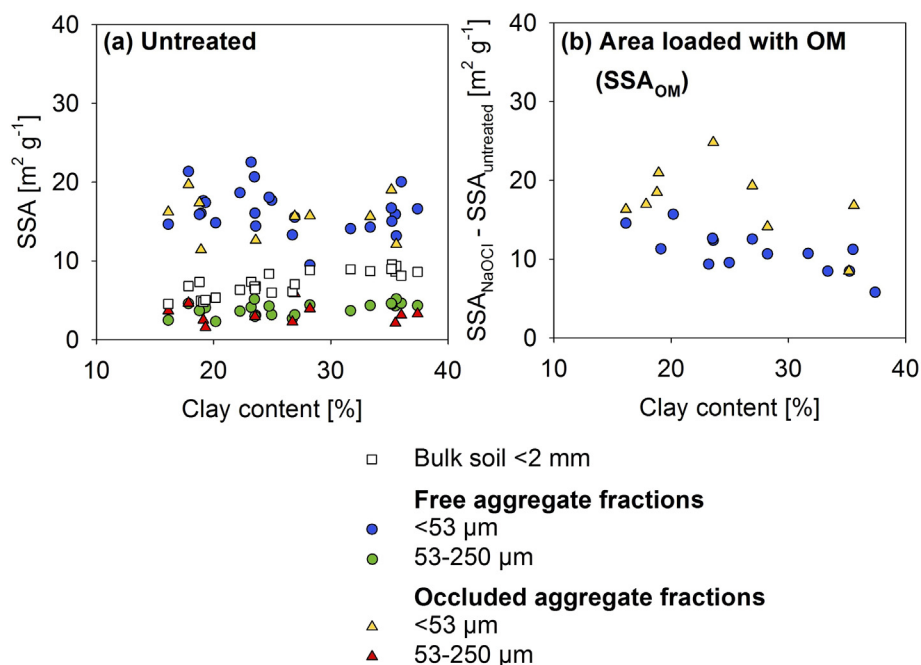 (a) Untreated
SSA [m² g⁻¹]
40
30
20
10
0
10 20 30 40
Clay content [%]
(b) Area loaded with OM
(SSA_OM)
SSA_NaOCl - SSA_untreated [m² g⁻¹]
40
30
20
10
0
10 20 30 40
Clay content [%]
Bulk soil <2 mm
Free aggregate fractions
<53 µm
53-250 µm
Occluded aggregate fractions
<53 µm
53-250 µm